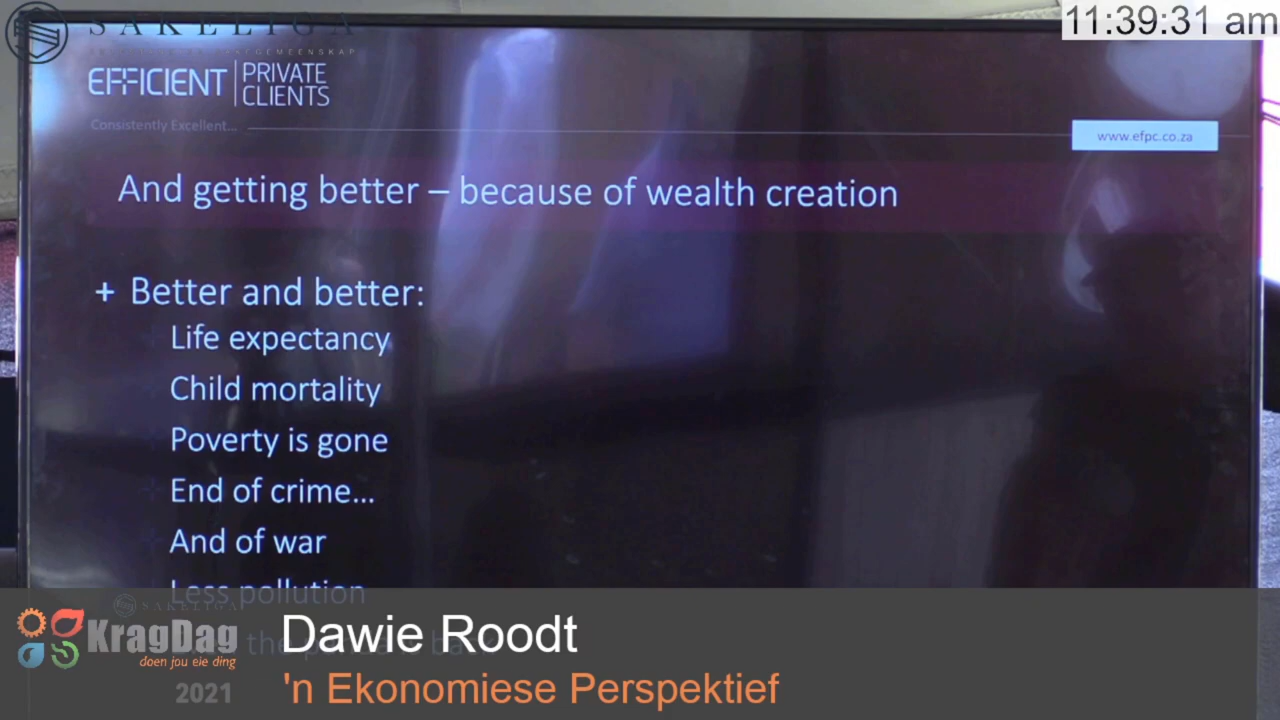 SAKELIGA
11:39:31 am
EFFICIENT PRIVATE CLIENTS
Consistently Excellent...
www.efpc.co.za
And getting better – because of wealth creation
+ Better and better:
Life expectancy
Child mortality
Poverty is gone
End of crime...
And of war
Less pollution
SAKELIGA
KragDag
doen jou eie ding
2021
Dawie Roodt
'n Ekonomiese Perspektief